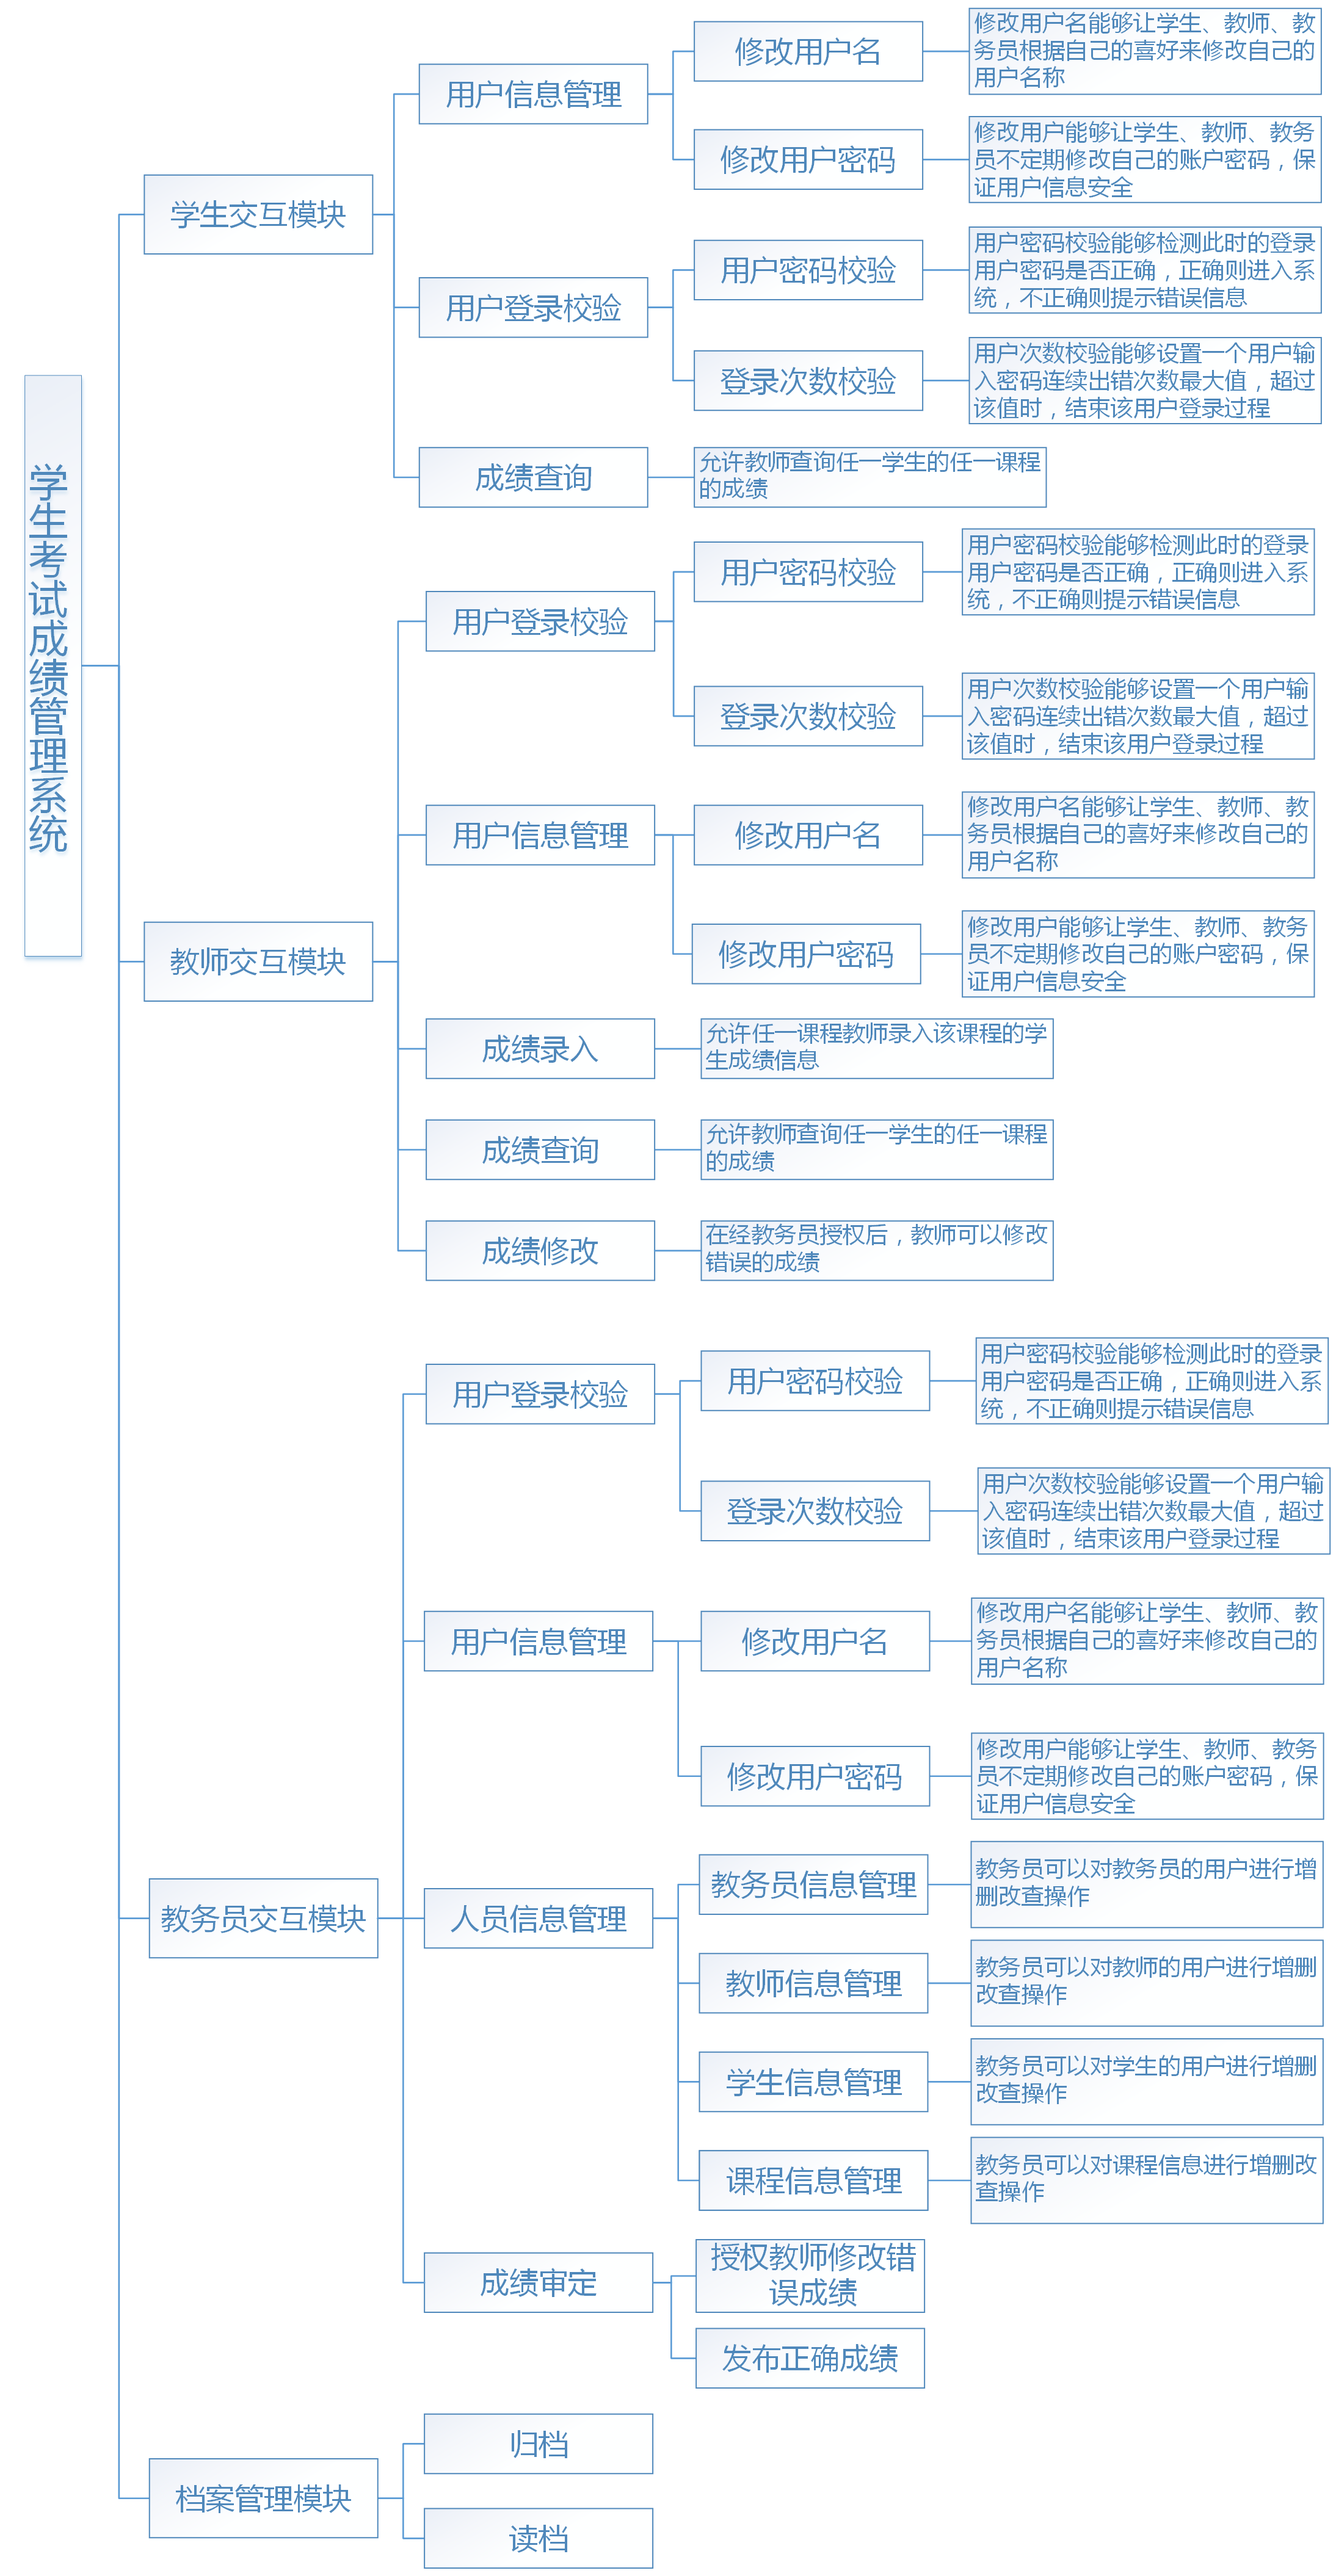 学生考试成绩管理系统
学生交互模块
用户信息管理
修改用户名
修改用户名能够让学生、教师、教
务员根据自己的喜好来修改自己的
用户名称
修改用户密码
修改用户能够让学生、教师、教务
员不定期修改自己的账户密码，保
证用户信息安全
用户登录校验
用户密码校验
用户密码校验能够检测此时的登录
用户密码是否正确，正确则进入系
统，不正确则提示错误信息
登录次数校验
用户次数校验能够设置一个用户输
入密码连续出错次数最大值，超过
该值时，结束该用户登录过程
成绩查询
允许教师查询任一学生的任一课程
的成绩
教师交互模块
用户登录校验
用户密码校验
用户密码校验能够检测此时的登录
用户密码是否正确，正确则进入系
统，不正确则提示错误信息
登录次数校验
用户次数校验能够设置一个用户输
入密码连续出错次数最大值，超过
该值时，结束该用户登录过程
用户信息管理
修改用户名
修改用户名能够让学生、教师、教
务员根据自己的喜好来修改自己的
用户名称
修改用户密码
修改用户能够让学生、教师、教务
员不定期修改自己的账户密码，保
证用户信息安全
成绩录入
允许任一课程教师录入该课程的学
生成绩信息
成绩查询
允许教师查询任一学生的任一课程
的成绩
成绩修改
在经教务员授权后，教师可以修改
错误的成绩
教务员交互模块
用户登录校验
用户密码校验
用户密码校验能够检测此时的登录
用户密码是否正确，正确则进入系
统，不正确则提示错误信息
登录次数校验
用户次数校验能够设置一个用户输
入密码连续出错次数最大值，超过
该值时，结束该用户登录过程
用户信息管理
修改用户名
修改用户名能够让学生、教师、教
务员根据自己的喜好来修改自己的
用户名称
修改用户密码
修改用户能够让学生、教师、教务
员不定期修改自己的账户密码，保
证用户信息安全
人员信息管理
教务员信息管理
教务员可以对教务员的用户进行增
删改查操作
教师信息管理
教务员可以对教师的用户进行增删
改查操作
学生信息管理
教务员可以对学生的用户进行增删
改查操作
课程信息管理
教务员可以对课程信息进行增删改
查操作
成绩审定
授权教师修改错
误成绩
发布正确成绩
档案管理模块
归档
读档